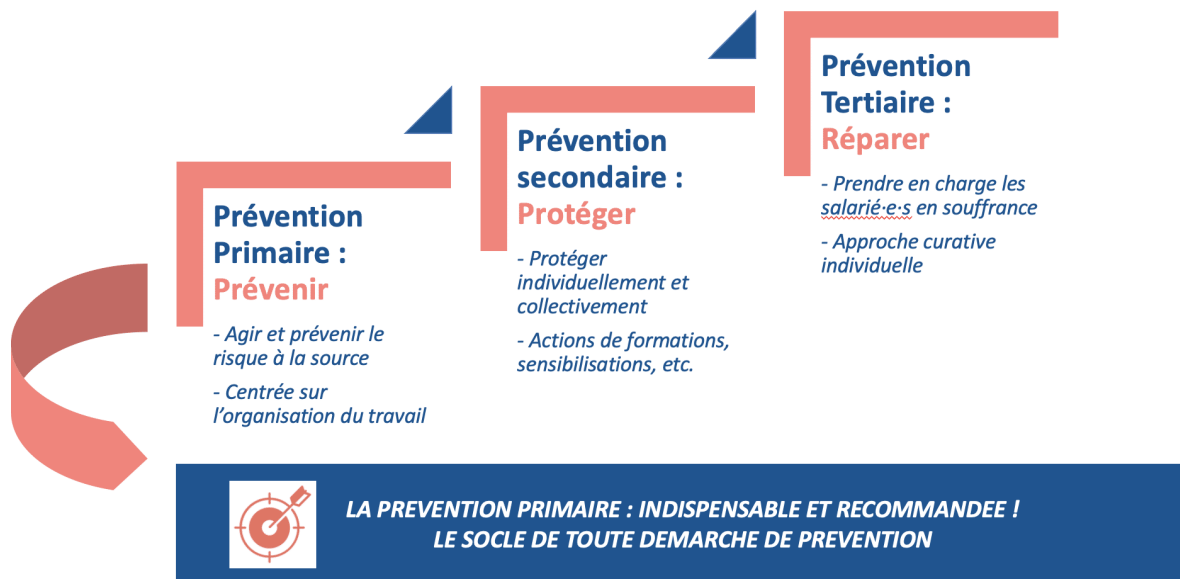 Prévention
Primaire :
Prévenir
- Agir et prévenir le
risque à la source
- Centrée sur
l’organisation du travail
Prévention
secondaire :
Protéger
- Protéger
individuellement et
collectivement
- Actions de formations,
sensibilisations, etc.
Prévention
Tertiaire :
Réparer
- Prendre en charge les
salarié·e·s en souffrance
- Approche curative
individuelle
LA PREVENTION PRIMAIRE : INDISPENSABLE ET RECOMMANDEE !
LE SOCLE DE TOUTE DEMARCHE DE PREVENTION